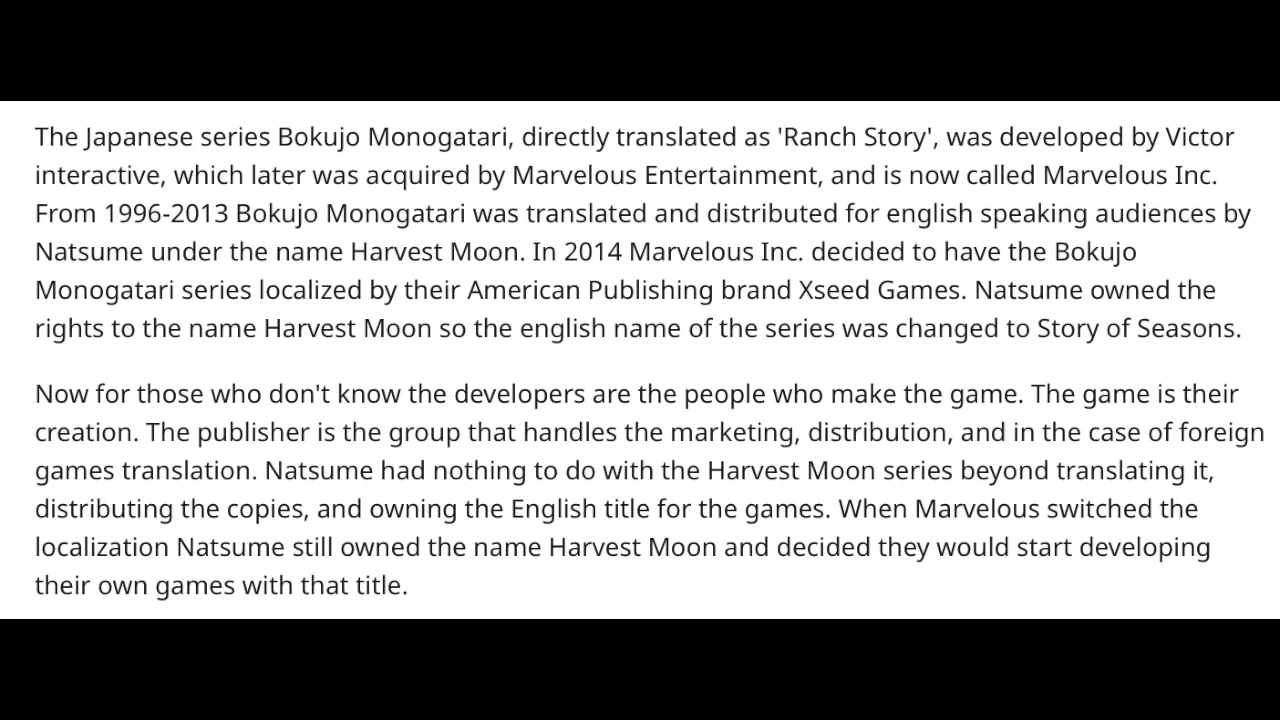 The Japanese series Bokujo Monogatari, directly translated as 'Ranch Story', was developed by Victor
interactive, which later was acquired by Marvelous Entertainment, and is now called Marvelous Inc.
From 1996-2013 Bokujo Monogatari was translated and distributed for english speaking audiences by
Natsume under the name Harvest Moon. In 2014 Marvelous Inc. decided to have the Bokujo
Monogatari series localized by their American Publishing brand Xseed Games. Natsume owned the
rights to the name Harvest Moon so the english name of the series was changed to Story of Seasons.
Now for those who don't know the developers are the people who make the game. The game is their
creation. The publisher is the group that handles the marketing, distribution, and in the case of foreign
games translation. Natsume had nothing to do with the Harvest Moon series beyond translating it,
distributing the copies, and owning the English title for the games. When Marvelous switched the
localization Natsume still owned the name Harvest Moon and decided they would start developing
their own games with that title.